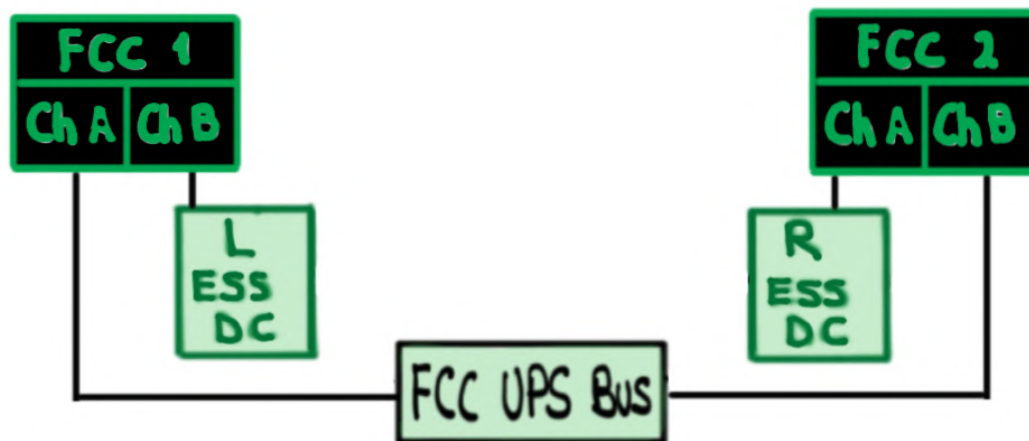 FCC 1
FCC 2
Ch A
Ch B
Ch A
Ch B
L
ESS
DC
R
ESS
DC
FCC UPS Bus